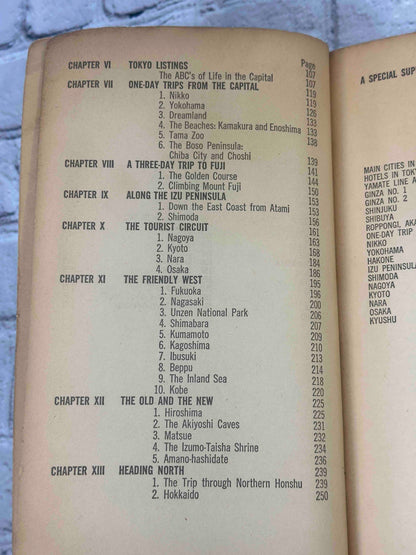 Page
CHAPTER VI TOKYO LISTINGS 107
The ABC's of Life in the Capital 107
CHAPTER VII ONE-DAY TRIPS FROM THE CAPITAL 119
1. Nikko 119
2. Yokohama 126
3. Dreamland 133
4. The Beaches: Kamakura and Enoshima 133
5. Tama Zoo 138
6. The Boso Peninsula:
Chiba City and Choshi 139
CHAPTER VIII A THREE-DAY TRIP TO FUJI 141
1. The Golden Course 144
2. Climbing Mount Fuji 150
CHAPTER IX ALONG THE IZU PENINSULA 153
1. Down the East Coast from Atami 153
2. Shimoda 156
CHAPTER X THE TOURIST CIRCUIT 161
1. Nagoya 163
2. Kyoto 168
3. Nara 184
4. Osaka 186
CHAPTER XI THE FRIENDLY WEST 195
1. Fukuoka 195
2. Nagasaki 200
3. Unzen National Park 206
4. Shimabara 207
5. Kumamoto 209
6. Kagoshima 210
7. Ibusuki 213
8. Beppu 214
9. The Inland Sea 218
10. Kobe 220
CHAPTER XII THE OLD AND THE NEW 225
1. Hiroshima 225
2. The Akiyoshi Caves 231
3. Matsue 232
4. The Izumo-Taisha Shrine 234
5. Amano-hashidate 236
CHAPTER XIII HEADING NORTH 239
1. The Trip through Northern Honshu 239
2. Hokkaido 250
A SPECIAL SUP
MAIN CITIES IN
HOTELS IN TOK
YAMATE LINE A
GINZA NO. 1
GINZA NO. 2
SHINJUKU
SHIBUYA
ROPPONGI, AKA
ONE-DAY TRIP
NIKKO
YOKOHAMA
HAKONE
IZU PENINSULA
SHIMODA
NAGOYA
KYOTO
NARA
OSAKA
KYUSHU